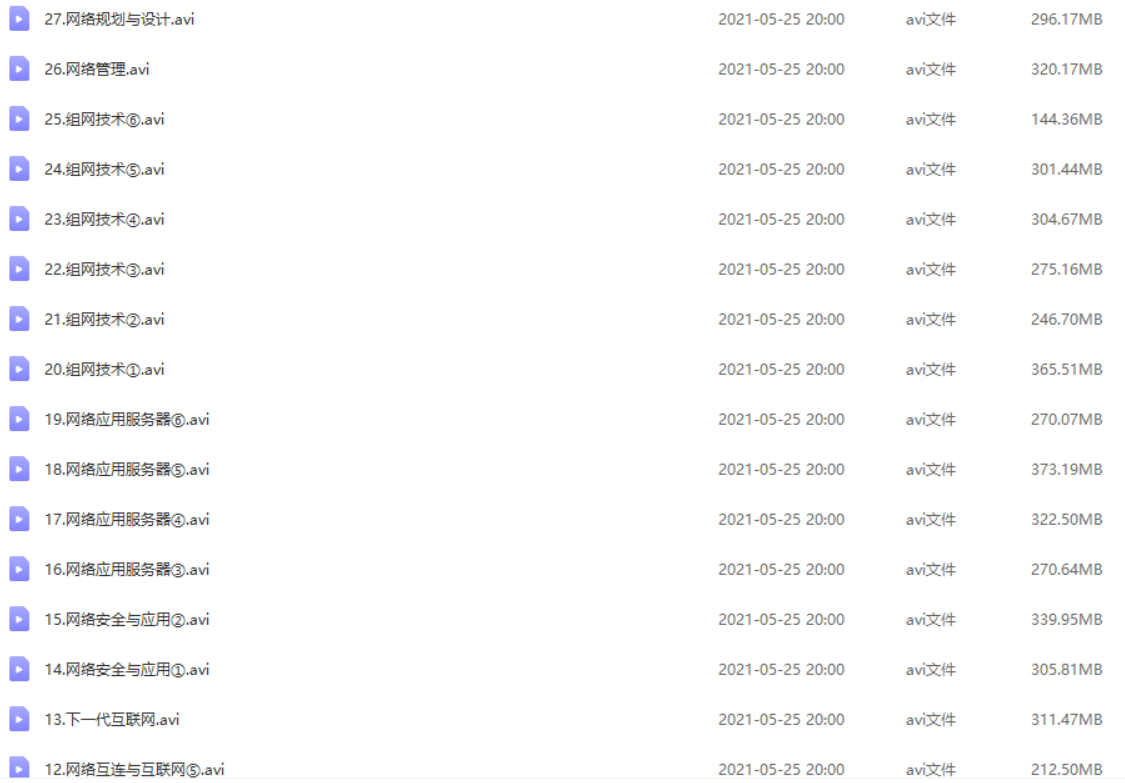 27.网络规划与设计.avi 2021-05-25 20:00 avi文件 296.17MB
26.网络管理.avi 2021-05-25 20:00 avi文件 320.17MB
25.组网技术⑥.avi 2021-05-25 20:00 avi文件 144.36MB
24.组网技术⑤.avi 2021-05-25 20:00 avi文件 301.44MB
23.组网技术④.avi 2021-05-25 20:00 avi文件 304.67MB
22.组网技术③.avi 2021-05-25 20:00 avi文件 275.16MB
21.组网技术②.avi 2021-05-25 20:00 avi文件 246.70MB
20.组网技术①.avi 2021-05-25 20:00 avi文件 365.51MB
19.网络应用服务器⑥.avi 2021-05-25 20:00 avi文件 270.07MB
18.网络应用服务器⑤.avi 2021-05-25 20:00 avi文件 373.19MB
17.网络应用服务器④.avi 2021-05-25 20:00 avi文件 322.50MB
16.网络应用服务器③.avi 2021-05-25 20:00 avi文件 270.64MB
15.网络安全与应用②.avi 2021-05-25 20:00 avi文件 339.95MB
14.网络安全与应用①.avi 2021-05-25 20:00 avi文件 305.81MB
13.下一代互联网.avi 2021-05-25 20:00 avi文件 311.47MB
12.网络互连与互联网⑤.avi 2021-05-25 20:00 avi文件 212.50MB